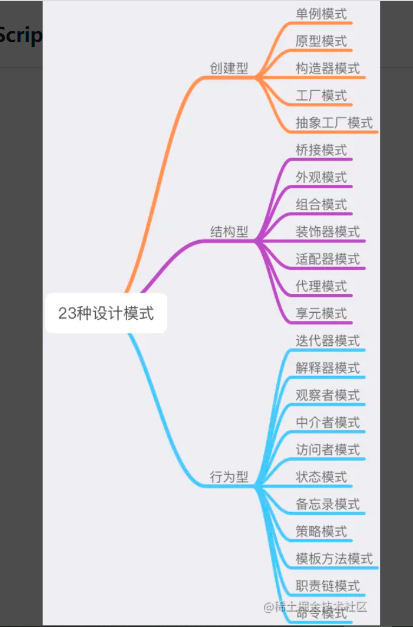 Scrip
单例模式
原型模式
创建型
构造器模式
工厂模式
抽象工厂模式
桥接模式
外观模式
组合模式
结构型
装饰器模式
适配器模式
代理模式
享元模式
23种设计模式
迭代器模式
解释器模式
观察者模式
中介者模式
访问者模式
行为型
状态模式
备忘录模式
策略模式
模板方法模式
职责链模式
@稀土掘金技术社区
命令模式